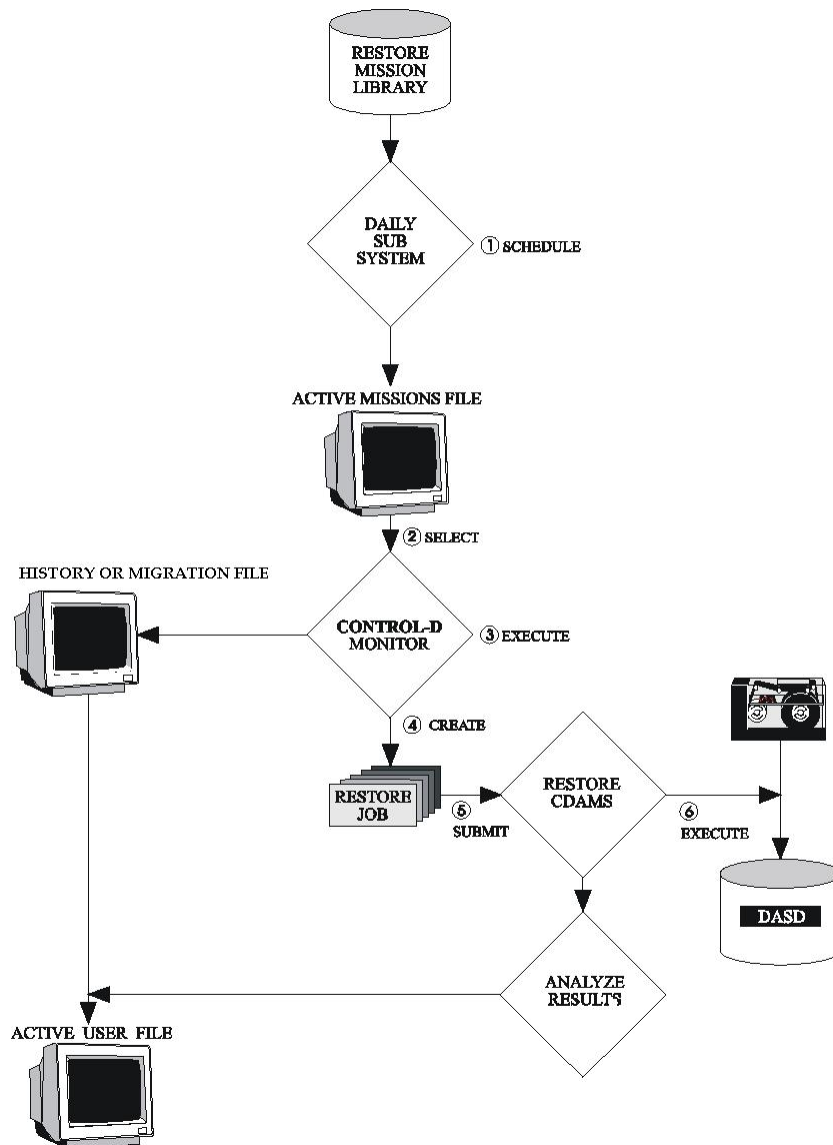 RESTORE
MISSION
LIBRARY
DAILY
SUB
SYSTEM
① SCHEDULE
ACTIVE MISSIONS FILE
② SELECT
HISTORY OR MIGRATION FILE
CONTROL-D
MONITOR
③ EXECUTE
④ CREATE
RESTORE
JOB
⑤
SUBMIT
RESTORE
CDAMS
⑥
EXECUTE
DASD
ANALYZE
RESULTS
ACTIVE USER FILE